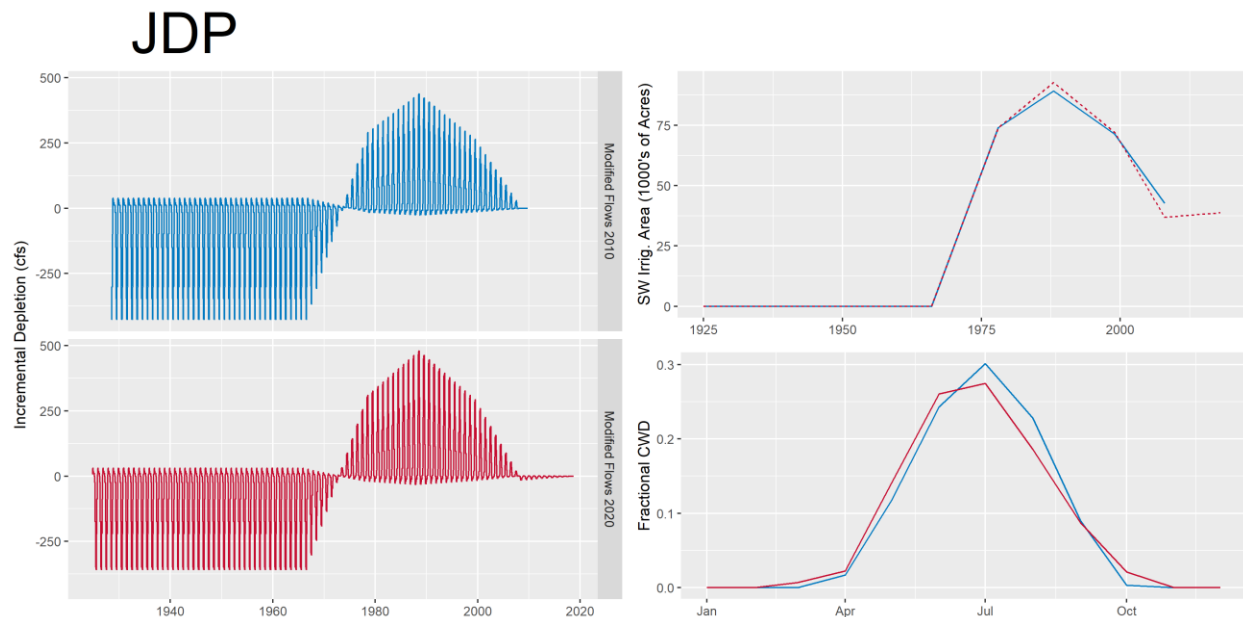 JDP
Incremental Depletion (cfs)
500
250
0
-250
Modified Flows 2010
500
250
0
-250
Modified Flows 2020
1940
1960
1980
2000
2020
SW Irrig. Area (1000's of Acres)
75
50
25
0
1925
1950
1975
2000
Fractional CWD
0.3
0.2
0.1
0.0
Jan
Apr
Jul
Oct